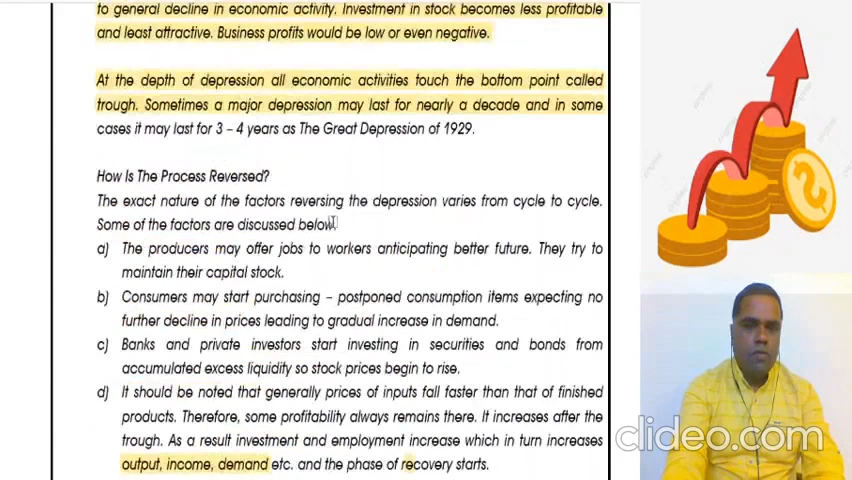 to general decline in economic activity. Investment in stock becomes less profitable
and least attractive. Business profits would be low or even negative.
At the depth of depression all economic activities touch the bottom point called
trough. Sometimes a major depression may last for nearly a decade and in some
cases it may last for 3 – 4 years as The Great Depression of 1929.
How Is The Process Reversed?
The exact nature of the factors reversing the depression varies from cycle to cycle.
Some of the factors are discussed below.
a) The producers may offer jobs to workers anticipating better future. They try to
maintain their capital stock.
b) Consumers may start purchasing – postponed consumption items expecting no
further decline in prices leading to gradual increase in demand.
c) Banks and private investors start investing in securities and bonds from
accumulated excess liquidity so stock prices begin to rise.
d) It should be noted that generally prices of inputs fall faster than that of finished
products. Therefore, some profitability always remains there. It increases after the
trough. As a result investment and employment increase which in turn increases
output, income, demand etc. and the phase of recovery starts.
clideo.com